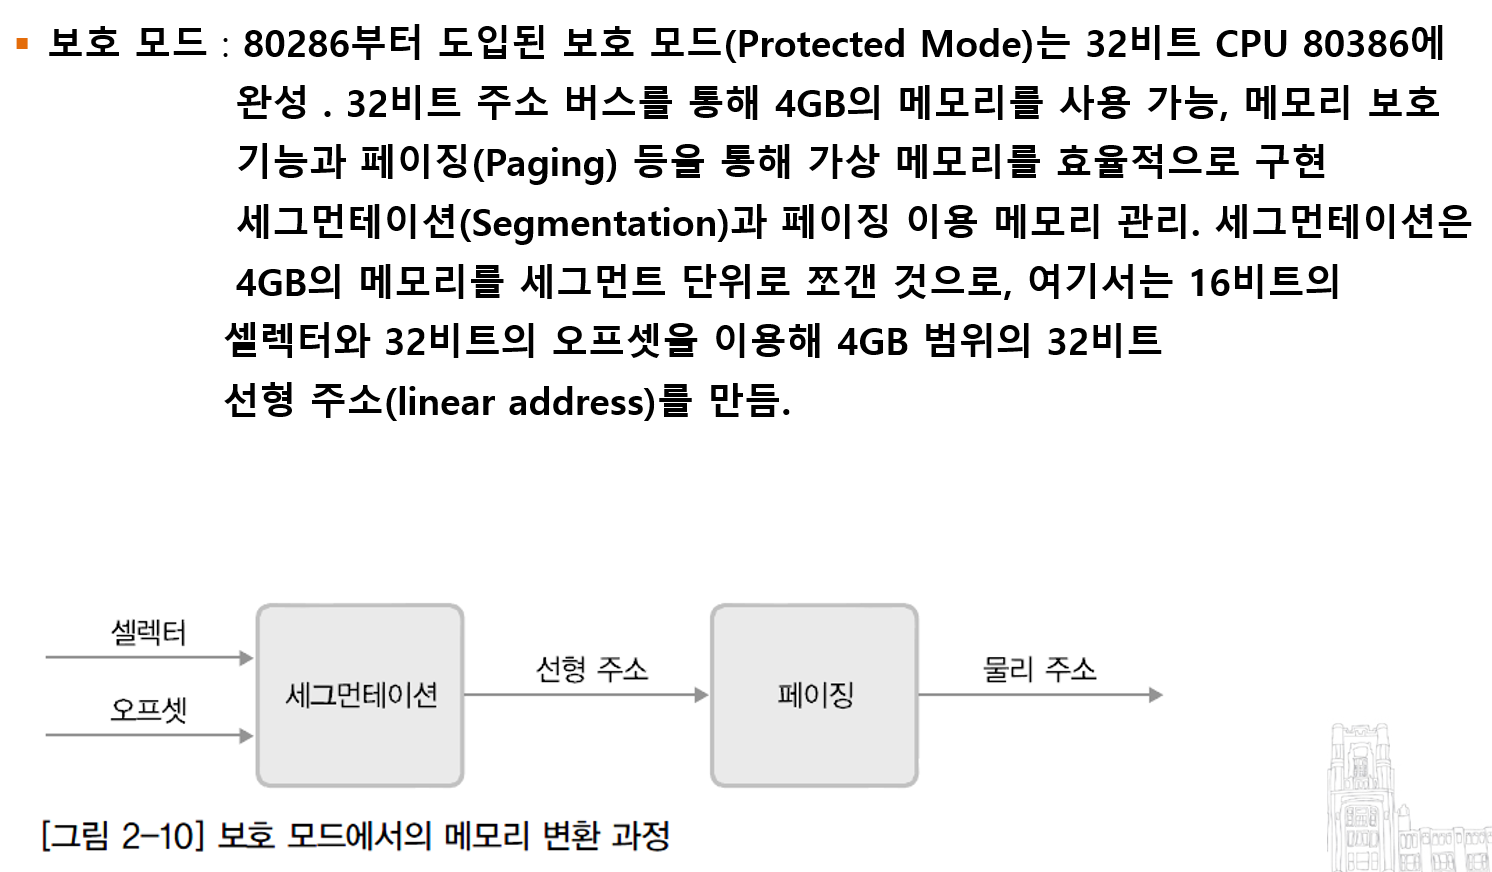 ▪ 보호 모드 : 80286부터 도입된 보호 모드(Protected Mode)는 32비트 CPU 80386에
완성 . 32비트 주소 버스를 통해 4GB의 메모리를 사용 가능, 메모리 보호
기능과 페이징(Paging) 등을 통해 가상 메모리를 효율적으로 구현
세그먼테이션(Segmentation)과 페이징 이용 메모리 관리. 세그먼테이션은
4GB의 메모리를 세그먼트 단위로 쪼갠 것으로, 여기서는 16비트의
셀렉터와 32비트의 오프셋을 이용해 4GB 범위의 32비트
선형 주소(linear address)를 만듬.
셀렉터
오프셋
세그먼테이션
선형 주소
페이징
물리 주소
[그림 2-10] 보호 모드에서의 메모리 변환 과정